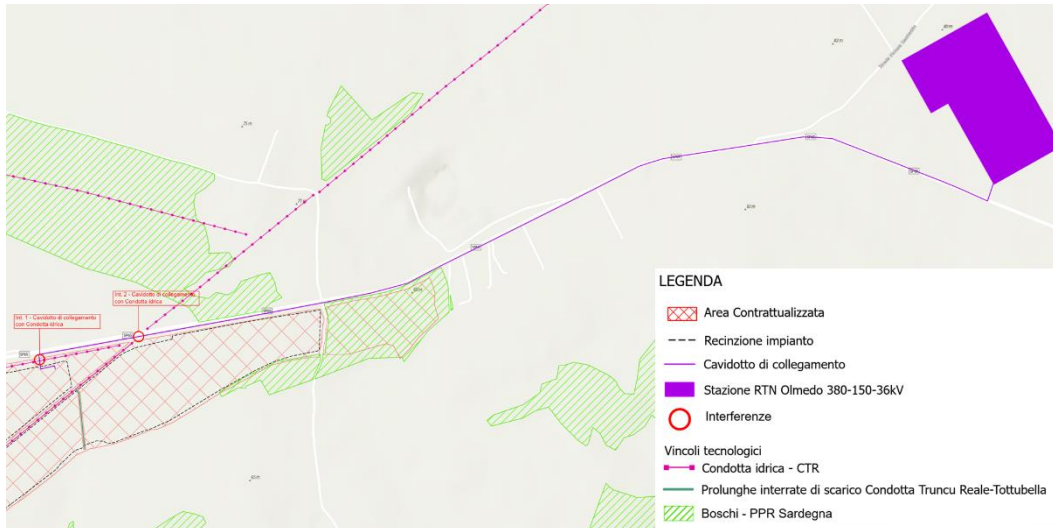 Int. 2 - Cavidotto di collegamento
con Condotta idrica
Int. 1 - Cavidotto di collegamento
con Condotta idrica
LEGENDA
Area Contrattualizzata
Recinzione impianto
Cavidotto di collegamento
Stazione RTN Olmedo 380-150-36kV
Interferenze
Vincoli tecnologici
Condotta idrica - CTR
Prolunghe interrate di scarico Condotta Truncu Reale-Tottubella
Boschi - PPR Sardegna